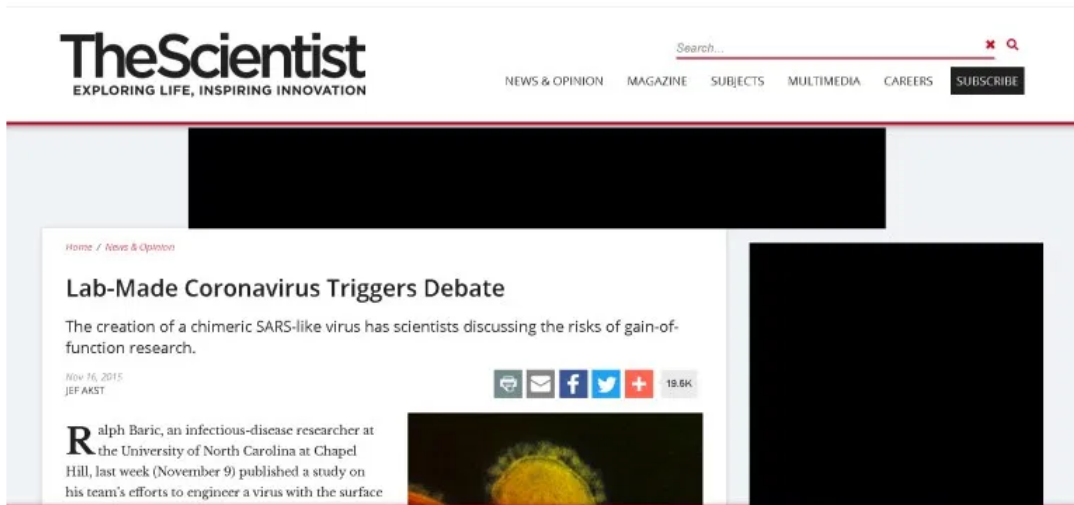 TheScientist
EXPLORING LIFE, INSPIRING INNOVATION
Search...
NEWS & OPINION MAGAZINE SUBJECTS MULTIMEDIA CAREERS SUBSCRIBE
Home / News & Opinion
Lab-Made Coronavirus Triggers Debate
The creation of a chimeric SARS-like virus has scientists discussing the risks of gain-of-
function research.
Nov 16, 2015
JEF AKST
19.6K
Ralph Baric, an infectious-disease researcher at
the University of North Carolina at Chapel
Hill, last week (November 9) published a study on
his team's efforts to engineer a virus with the surface